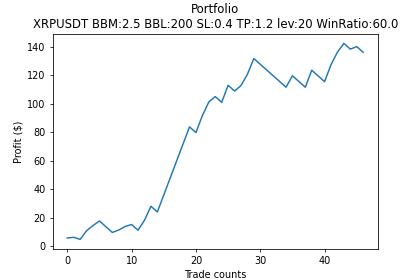 Portfolio
XRPUSDT BBM:2.5 BBL:200 SL:0.4 TP:1.2 lev:20 WinRatio:60.0
140
120
100
80
60
40
20
0
Profit ($)
0 10 20 30 40
Trade counts